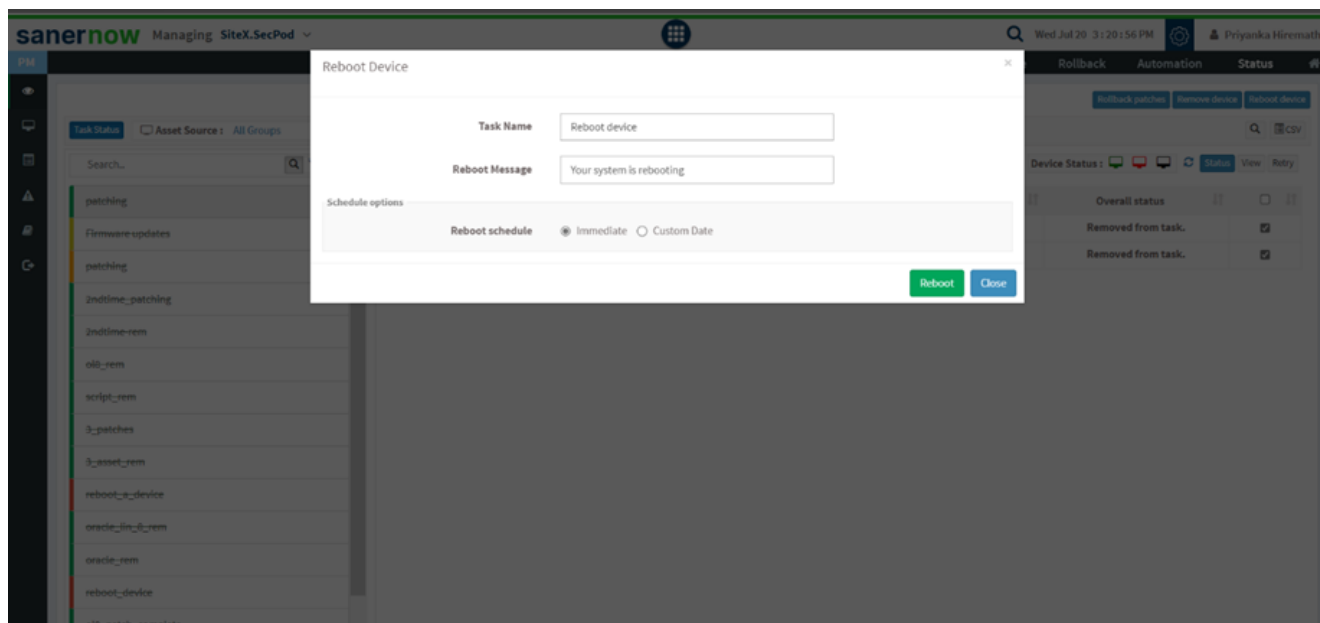 sanernow Managing SiteX.SecPod
Wed Jul 20 3:20:56 PM
Priyanka Hiremath
PM
Rollback Automation Status
Reboot Device ×
Rollback patches Remove device Reboot device
Task Name Reboot device
Task Status Asset Source : All Groups
CSV
Search...
Reboot Message Your system is rebooting
Device Status : Status View Retry
patching
Schedule options
Overall status
Reboot schedule Immediate Custom Date
Removed from task.
Firmware updates
Removed from task.
patching
Reboot Close
2ndtime_patching
2ndtime-rem
ol8_rem
script_rem
3_patches
3_asset_rem
reboot_a_device
oracle_lin_8_rem
oracle_rem
reboot_device